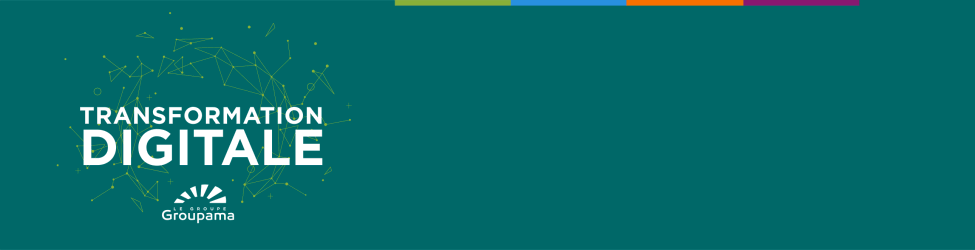 TRANSFORMATION
DIGITALE
LE GROUPE
Groupama